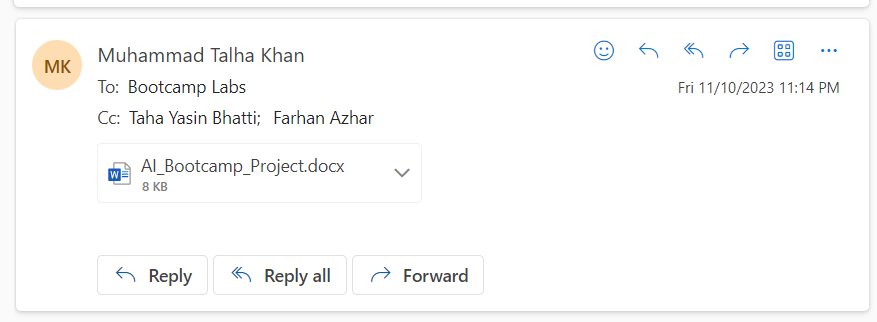 MK
Muhammad Talha Khan
To: Bootcamp Labs
Fri 11/10/2023 11:14 PM
Cc: Taha Yasin Bhatti; Farhan Azhar
W
AI_Bootcamp_Project.docx
8 KB
Reply Reply all Forward